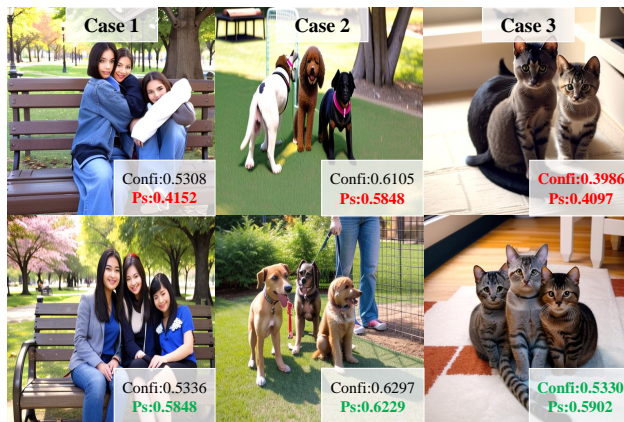 Case 1
Case 2
Case 3
Confi:0.5308
Ps:0.4152
Confi:0.6105
Ps:0.5848
Confi:0.3986
Ps:0.4097
Confi:0.5336
Ps:0.5848
Confi:0.6297
Ps:0.6229
Confi:0.5330
Ps:0.5902